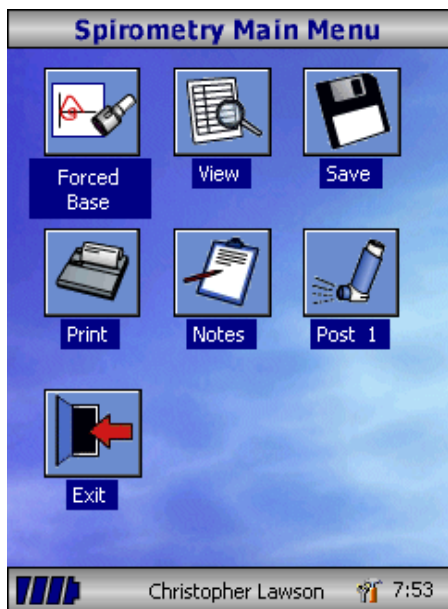 Spirometry Main Menu
Forced
Base
View
Save
Print
Notes
Post 1
Exit
Christopher Lawson
7:53